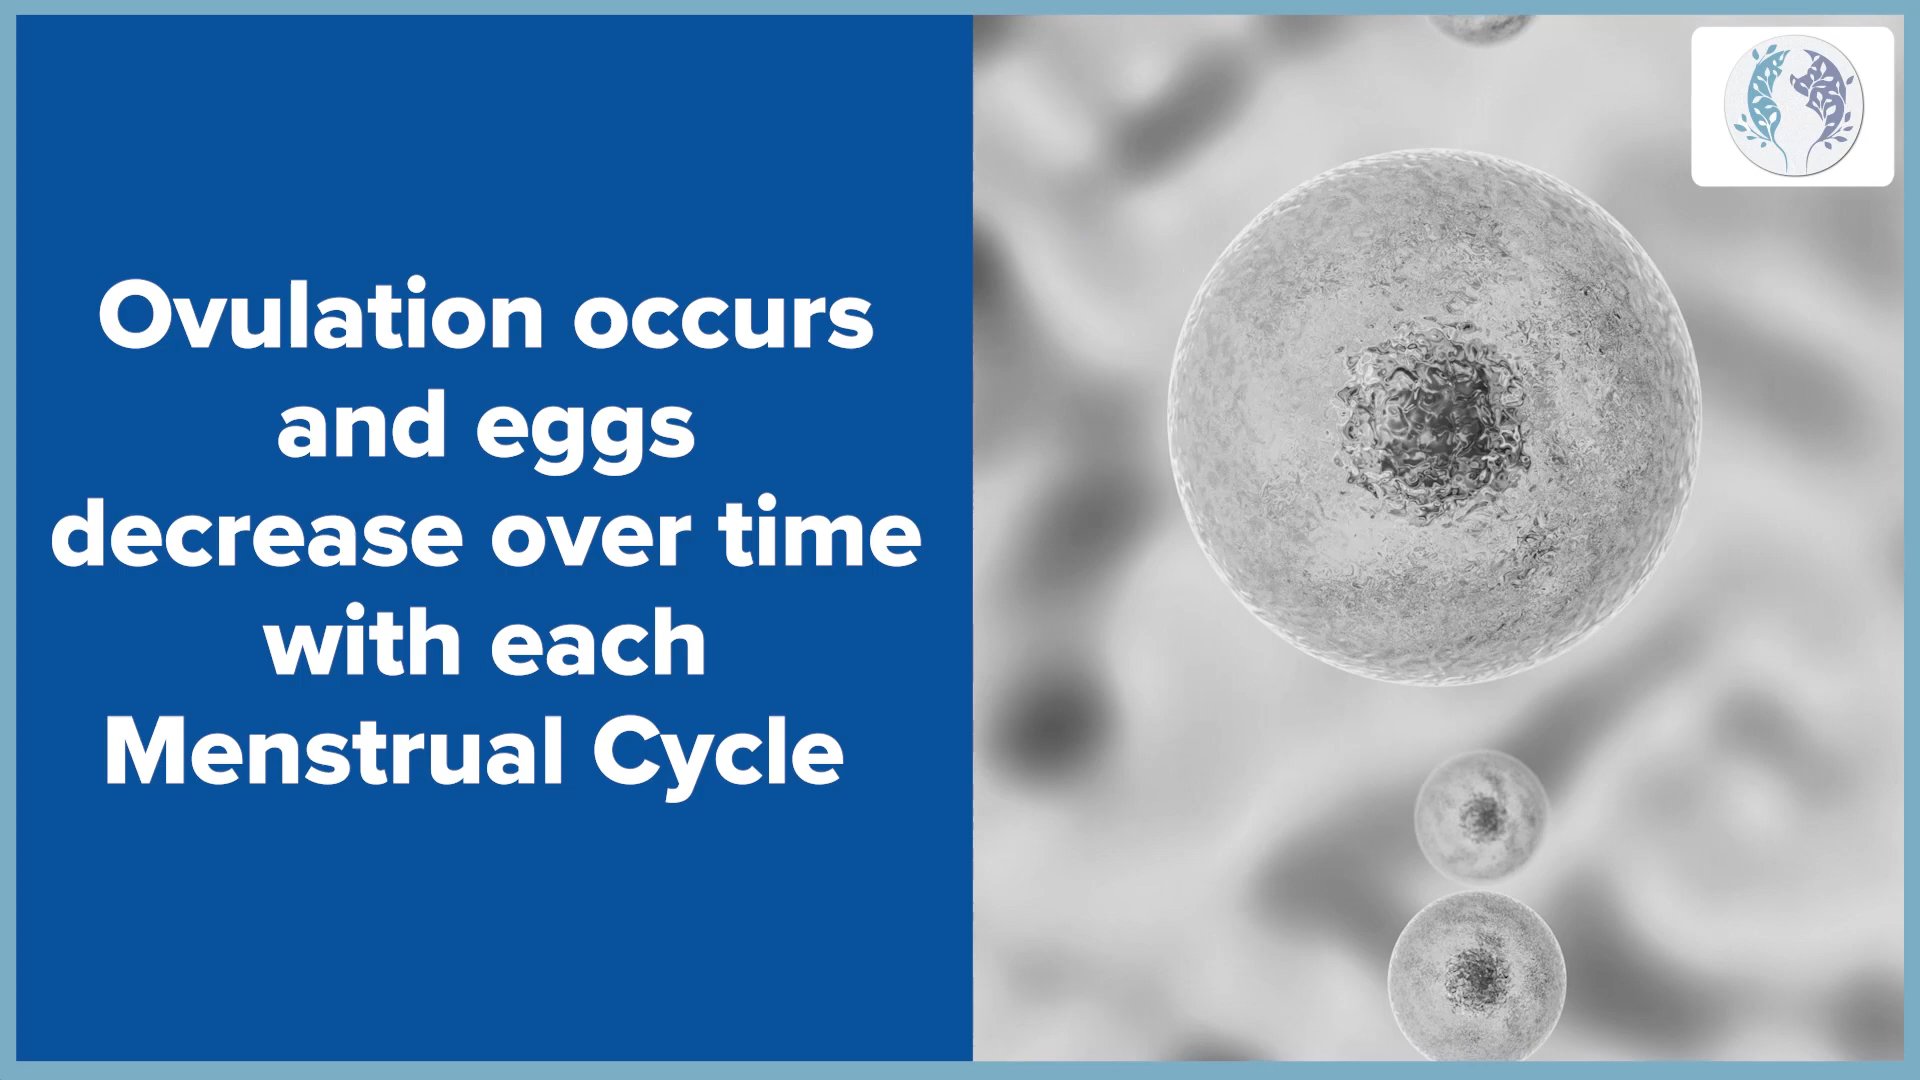 Ovulation occurs
and eggs
decrease over time
with each
Menstrual Cycle